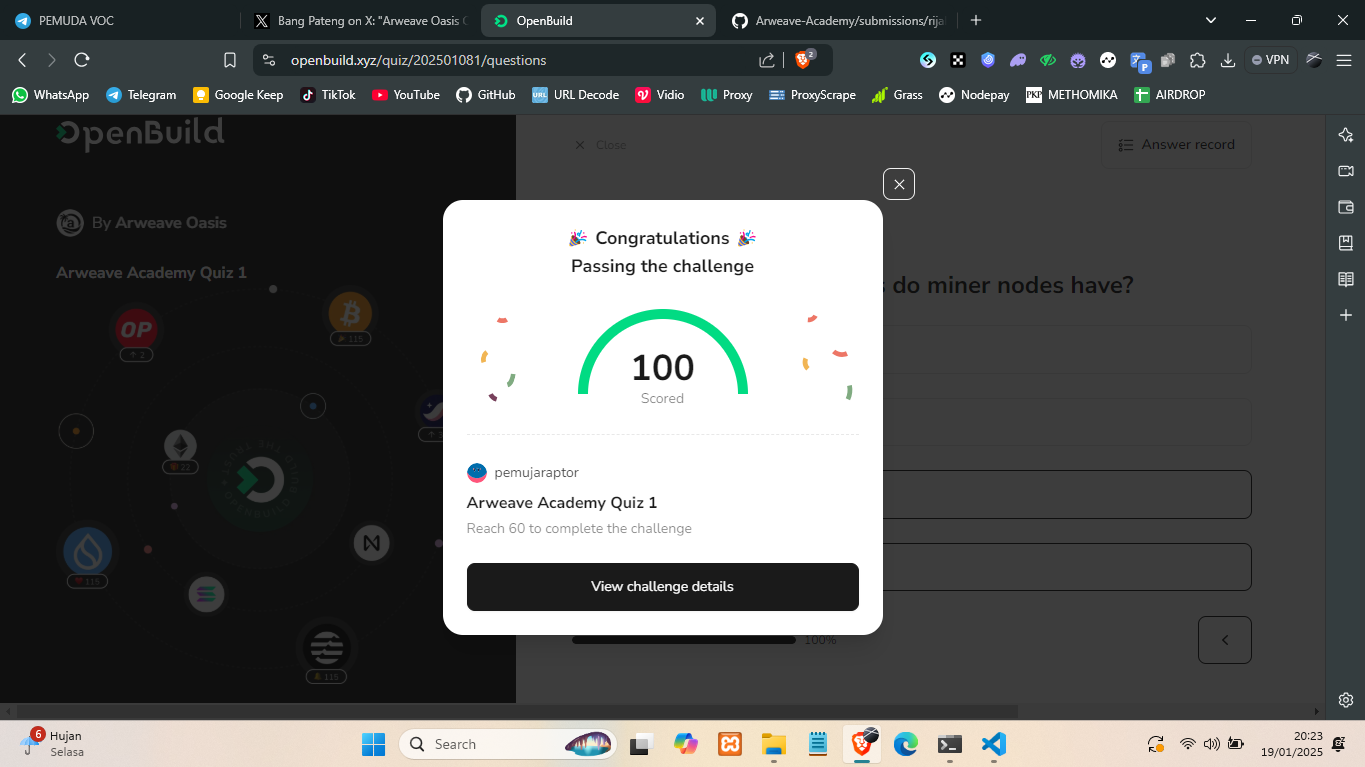 PEMUDA VOC
Bang Pateng on X: "Arweave Oasis
OpenBuild
Arweave-Academy/submissions/rija
openbuild.xyz/quiz/202501081/questions
2
P
VPN
WhatsApp
Telegram
Google Keep
TikTok
YouTube
GitHub
URL
URL Decode
Vidio
Proxy
ProxyScrape
Grass
Nodepay
PKP
METHOMIKA
AIRDROP
OpenBuild
By Arweave Oasis
Arweave Academy Quiz 1
OP
2
115
22
115
115
Close
Answer record
do miner nodes have?
100%
Congratulations
Passing the challenge
100
Scored
pemujaraptor
Arweave Academy Quiz 1
Reach 60 to complete the challenge
View challenge details
6
Hujan
Selasa
Search
20:23
19/01/2025